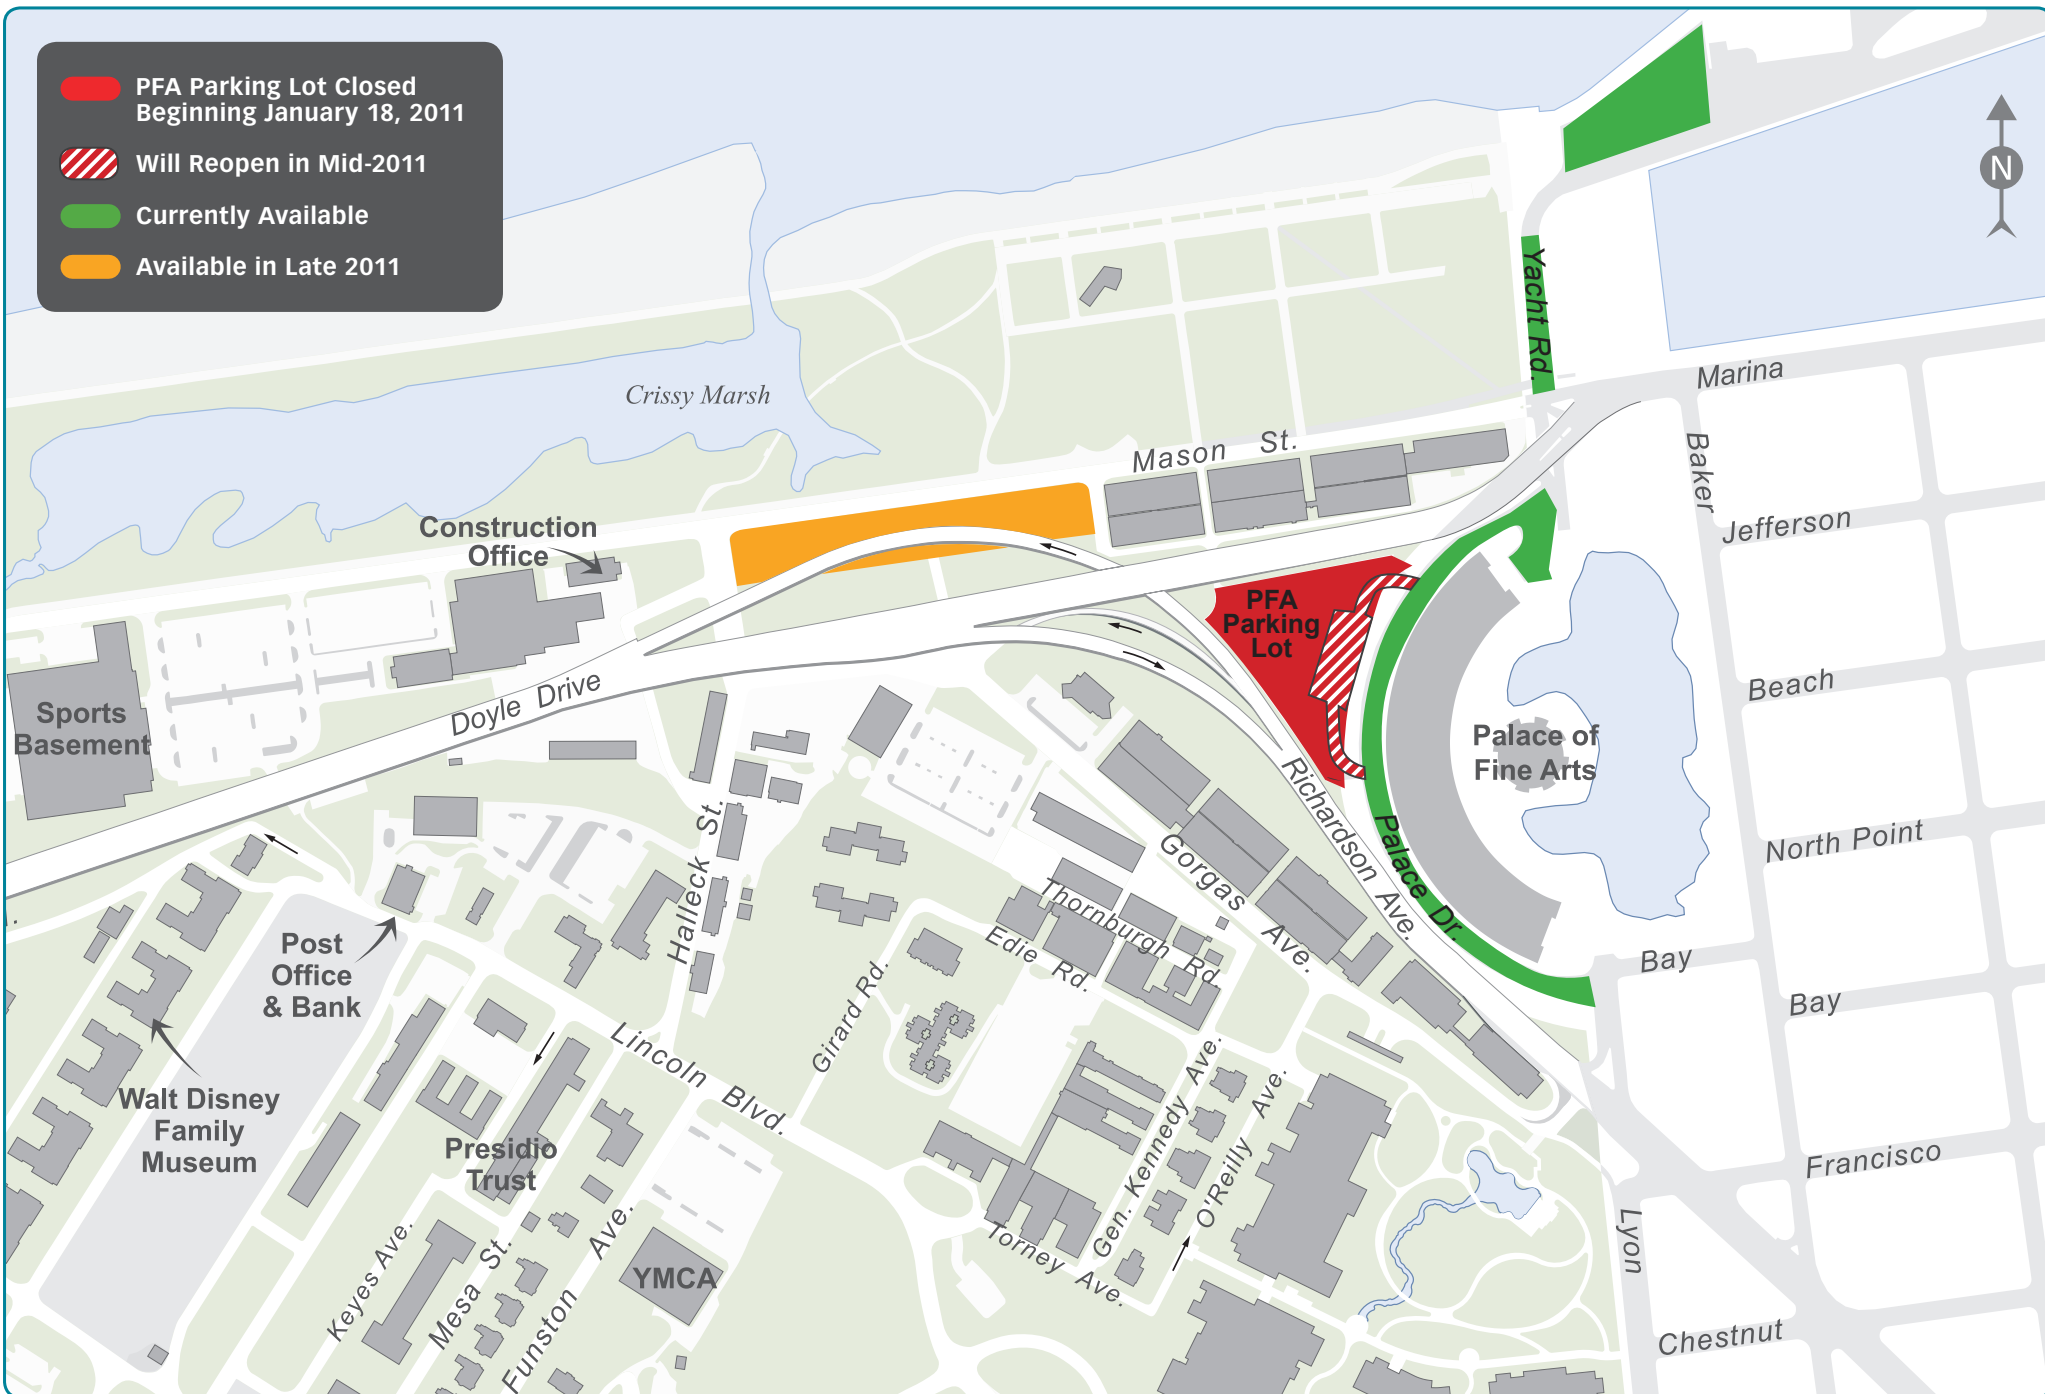 PFA Parking Lot Closed
Beginning January 18, 2011
Will Reopen in Mid-2011
Currently Available
Available in Late 2011
N
Yacht Rd.
Marina
Crissy Marsh
Mason St.
Baker
Jefferson
Construction
Office
PFA
Parking
Lot
Beach
Doyle Drive
Sports
Basement
Palace of
Fine Arts
Richardson Ave.
Palace Dr.
North Point
Halleck St.
Gorgas Ave.
Thornburgh Rd.
Edie Rd.
Post
Office
& Bank
Girard Rd.
Bay
Bay
Lincoln Blvd.
Walt Disney
Family
Museum
Presidio
Trust
Gen. Kennedy Ave.
O'Reilly Ave.
Francisco
Lyon
Torney Ave.
Keyes Ave.
Mesa St.
Funston Ave.
YMCA
Chestnut